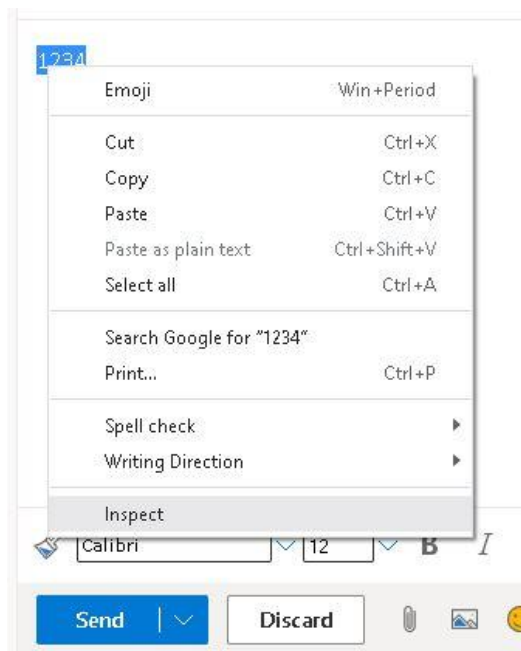 1234
Emoji Win+Period
Cut Ctrl+X
Copy Ctrl+C
Paste Ctrl+V
Paste as plain text Ctrl+Shift+V
Select all Ctrl+A
Search Google for "1234"
Print... Ctrl+P
Spell check
Writing Direction
Inspect
Calibri 12 B I
Send Discard